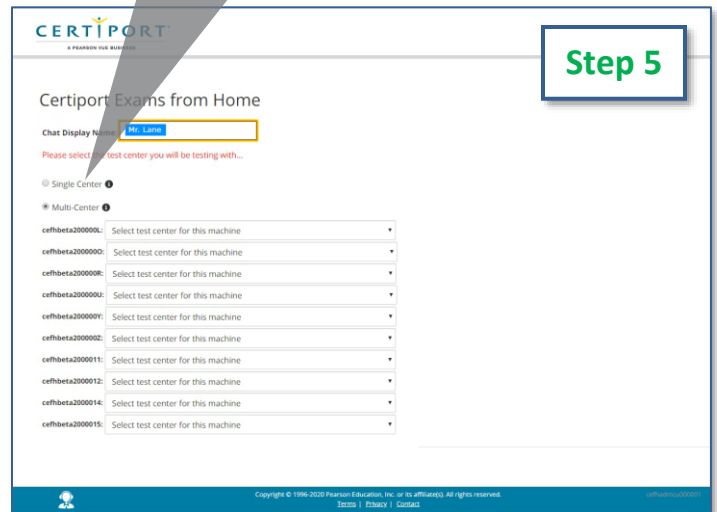 CERTIPORT
A PEARSON VUE BUSINESS
Step 5
Certiport Exams from Home
Chat Display Name Mr. Lane
Please select the test center you will be testing with...
Single Center
Multi-Center
cefhbeta200000L: Select test center for this machine
cefhbeta200000O: Select test center for this machine
cefhbeta200000R: Select test center for this machine
cefhbeta200000U: Select test center for this machine
cefhbeta200000Y: Select test center for this machine
cefhbeta200000Z: Select test center for this machine
cefhbeta2000011: Select test center for this machine
cefhbeta2000012: Select test center for this machine
cefhbeta2000014: Select test center for this machine
cefhbeta2000015: Select test center for this machine
Copyright © 1996-2020 Pearson Education, Inc. or its affiliate(s). All rights reserved.
Terms | Privacy | Contact